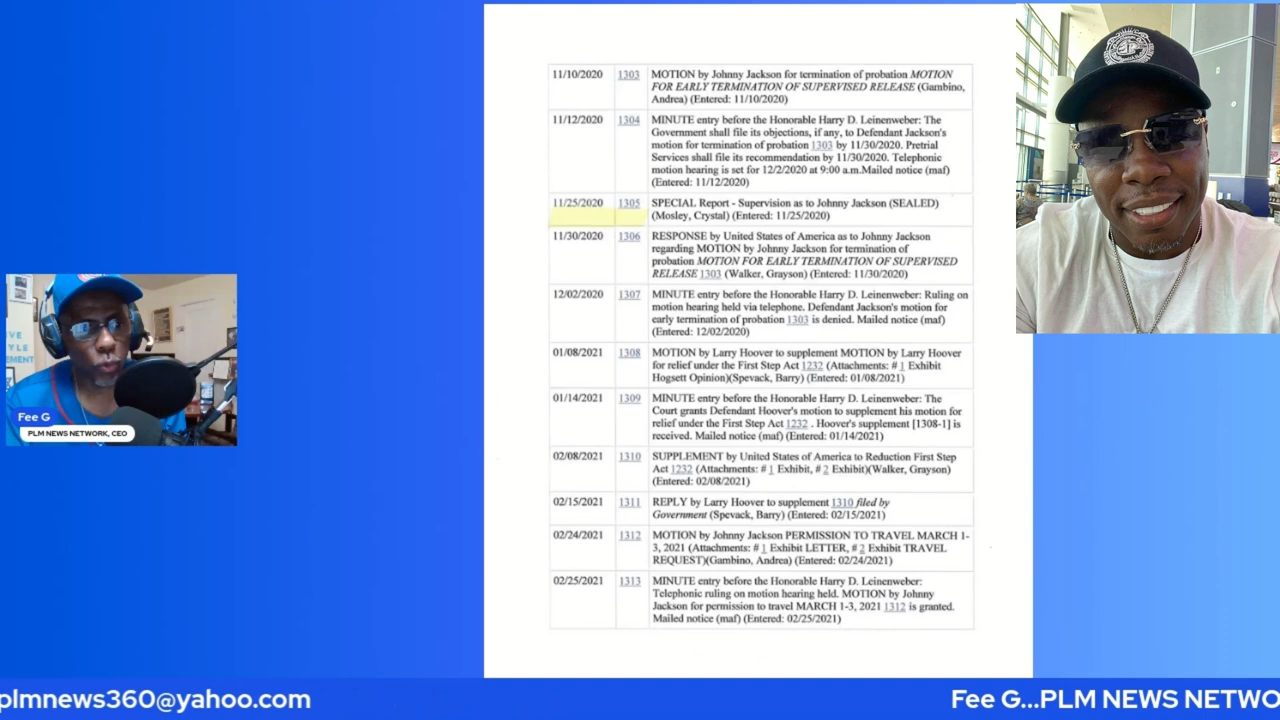 11/10/2020 1303 MOTION by Johnny Jackson for termination of probation MOTION
FOR EARLY TERMINATION OF SUPERVISED RELEASE (Gambino,
Andrea) (Entered: 11/10/2020)
11/12/2020 1304 MINUTE entry before the Honorable Harry D. Leinenweber: The
Government shall file its objections, if any, to Defendant Jackson's
motion for termination of probation 1303 by 11/30/2020. Pretrial
Services shall file its recommendation by 11/30/2020. Telephonic
motion hearing is set for 12/2/2020 at 9:00 a.m.Mailed notice (maf)
(Entered: 11/12/2020)
11/25/2020 1305 SPECIAL Report - Supervision as to Johnny Jackson (SEALED)
(Mosley, Crystal) (Entered: 11/25/2020)
11/30/2020 1306 RESPONSE by United States of America as to Johnny Jackson
regarding MOTION by Johnny Jackson for termination of
probation MOTION FOR EARLY TERMINATION OF SUPERVISED
RELEASE 1303 (Walker, Grayson) (Entered: 11/30/2020)
12/02/2020 1307 MINUTE entry before the Honorable Harry D. Leinenweber: Ruling on
motion hearing held via telephone. Defendant Jackson's motion for
early termination of probation 1303 is denied. Mailed notice (maf)
(Entered: 12/02/2020)
01/08/2021 1308 MOTION by Larry Hoover to supplement MOTION by Larry Hoover
for relief under the First Step Act 1232 (Attachments: # 1 Exhibit
Hogsett Opinion)(Spevack, Barry) (Entered: 01/08/2021)
01/14/2021 1309 MINUTE entry before the Honorable Harry D. Leinenweber: The
Court grants Defendant Hoover's motion to supplement his motion for
relief under the First Step Act 1232 . Hoover's supplement [1308-1] is
received. Mailed notice (maf) (Entered: 01/14/2021)
02/08/2021 1310 SUPPLEMENT by United States of America to Reduction First Step
Act 1232 (Attachments: # 1 Exhibit, # 2 Exhibit)(Walker, Grayson)
(Entered: 02/08/2021)
02/15/2021 1311 REPLY by Larry Hoover to supplement 1310 filed by
Government (Spevack, Barry) (Entered: 02/15/2021)
02/24/2021 1312 MOTION by Johnny Jackson PERMISSION TO TRAVEL MARCH 1-
3, 2021 (Attachments: # 1 Exhibit LETTER, # 2 Exhibit TRAVEL
REQUEST)(Gambino, Andrea) (Entered: 02/24/2021)
02/25/2021 1313 MINUTE entry before the Honorable Harry D. Leinenweber:
Telephonic ruling on motion hearing held. MOTION by Johnny
Jackson for permission to travel MARCH 1-3, 2021 1312 is granted.
Mailed notice (maf) (Entered: 02/25/2021)
Fee G
PLM NEWS NETWORK, CEO
plmnews360@yahoo.com
Fee G...PLM NEWS NETWO